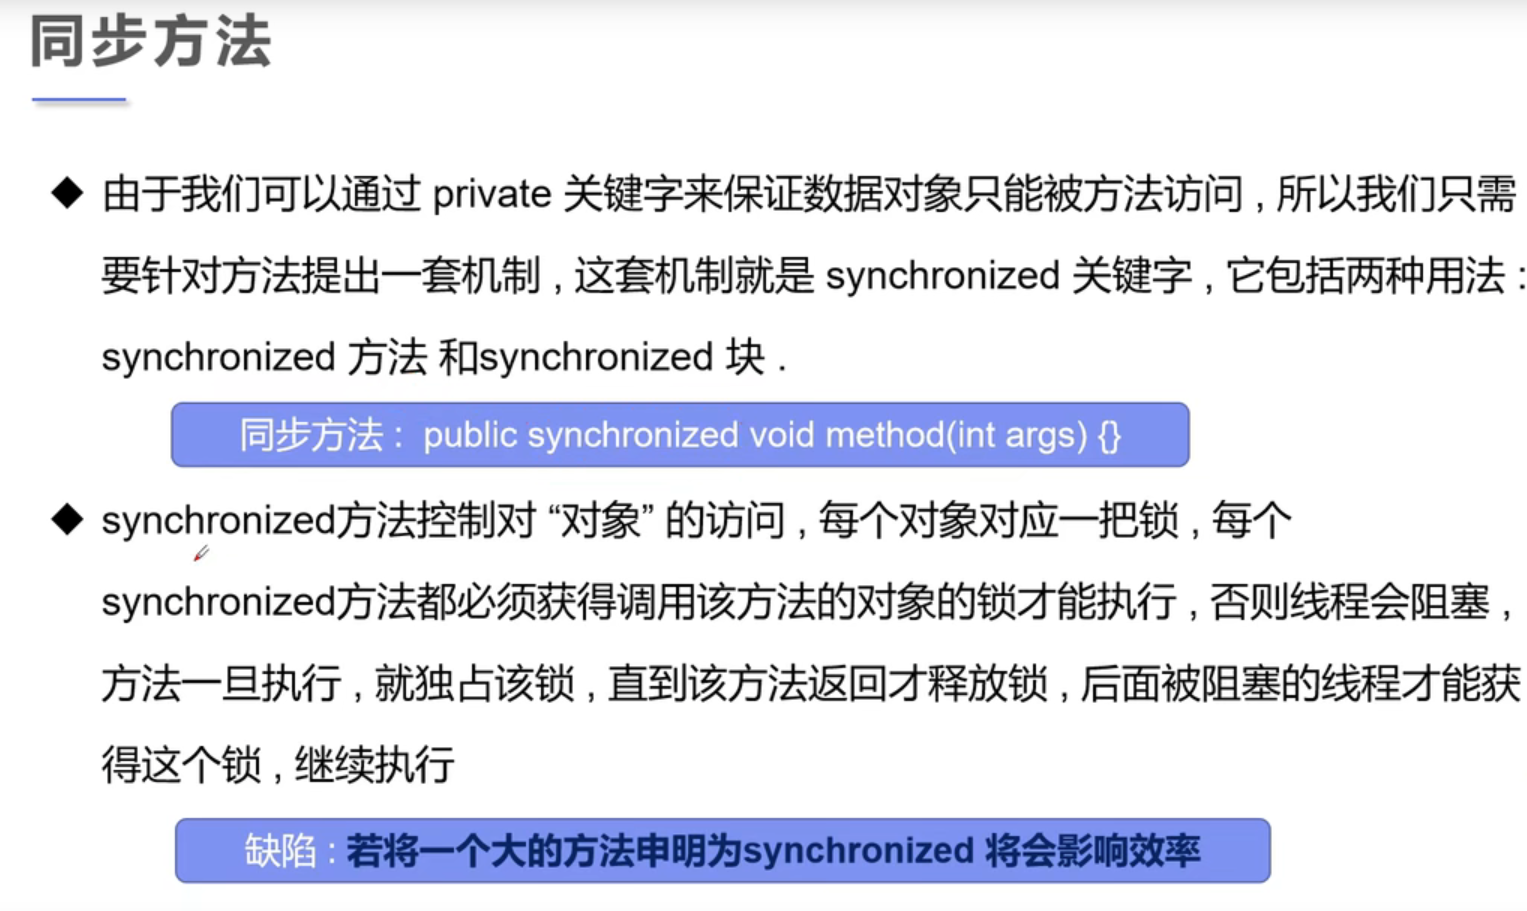 同步方法
◆ 由于我们可以通过 private 关键字来保证数据对象只能被方法访问 , 所以我们只需
要针对方法提出一套机制 , 这套机制就是 synchronized 关键字 , 它包括两种用法 :
synchronized 方法 和synchronized 块 .
同步方法 : public synchronized void method(int args) {}
◆ synchronized方法控制对 “对象” 的访问 , 每个对象对应一把锁 , 每个
synchronized方法都必须获得调用该方法的对象的锁才能执行 , 否则线程会阻塞 ,
方法一旦执行 , 就独占该锁 , 直到该方法返回才释放锁 , 后面被阻塞的线程才能获
得这个锁 , 继续执行
缺陷 : 若将一个大的方法申明为synchronized 将会影响效率